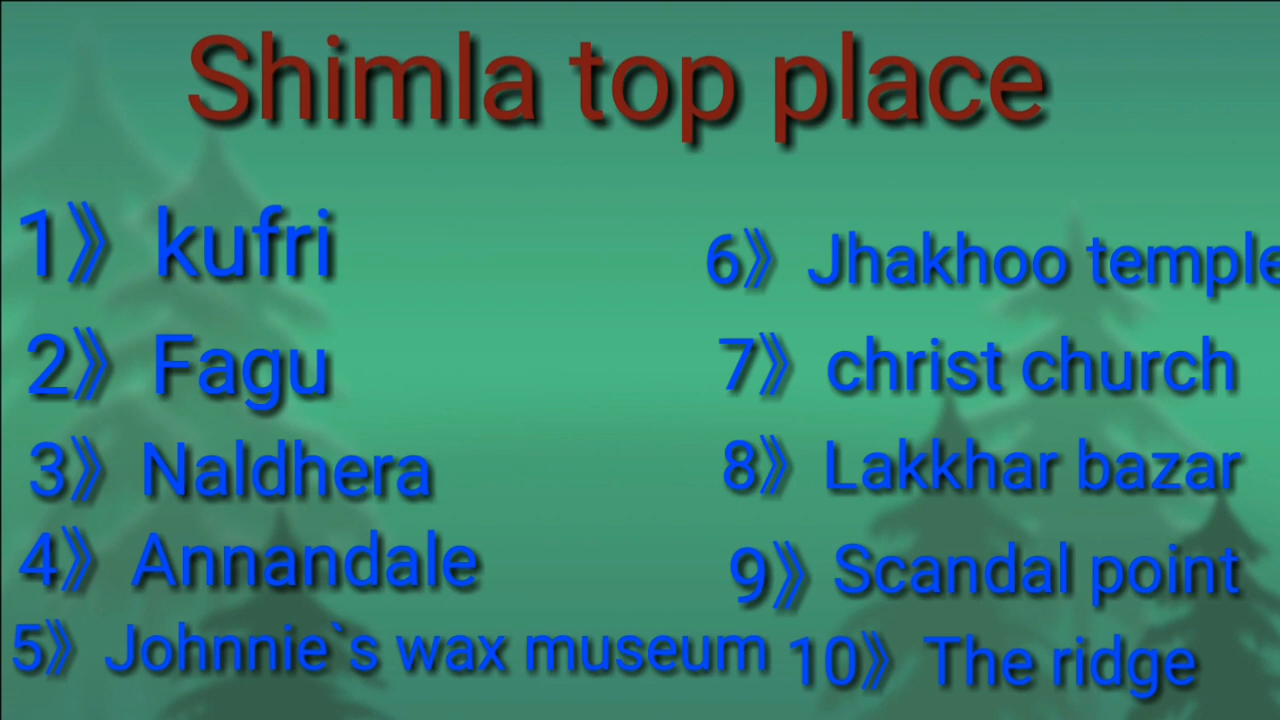 Shimla top place
1》 kufri
2》 Fagu
3》 Naldhera
4》 Annandale
5》 Johnnie`s wax museum
6》 Jhakhoo temple
7》 christ church
8》 Lakkhar bazar
9》 Scandal point
10》 The ridge